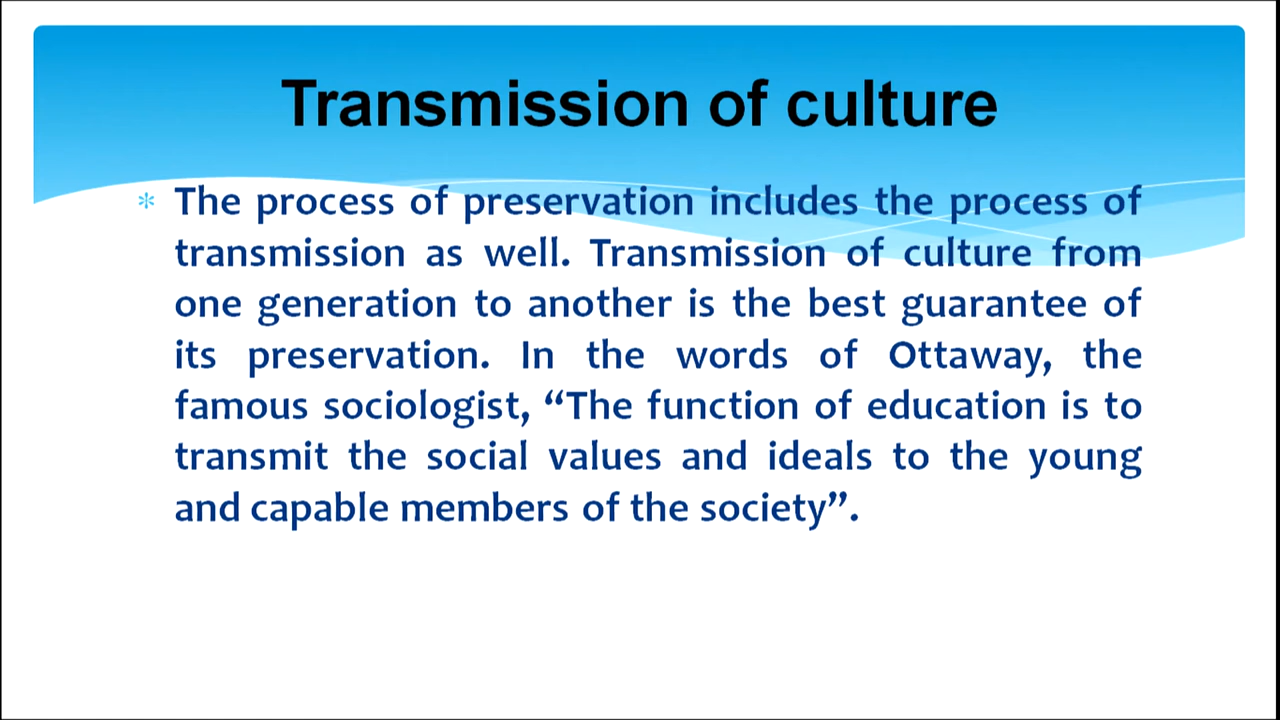 Transmission of culture
* The process of preservation includes the process of
transmission as well. Transmission of culture from
one generation to another is the best guarantee of
its preservation. In the words of Ottaway, the
famous sociologist, “The function of education is to
transmit the social values and ideals to the young
and capable members of the society”.